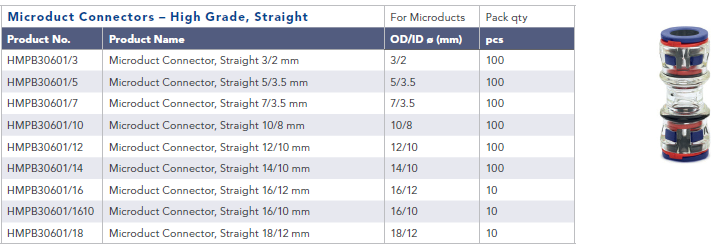 Microduct Connectors – High Grade, Straight For Microducts Pack qty
Product No. Product Name OD/ID ø (mm) pcs
HMPB30601/3 Microduct Connector, Straight 3/2 mm 3/2 100
HMPB30601/5 Microduct Connector, Straight 5/3.5 mm 5/3.5 100
HMPB30601/7 Microduct Connector, Straight 7/3.5 mm 7/3.5 100
HMPB30601/10 Microduct Connector, Straight 10/8 mm 10/8 100
HMPB30601/12 Microduct Connector, Straight 12/10 mm 12/10 100
HMPB30601/14 Microduct Connector, Straight 14/10 mm 14/10 100
HMPB30601/16 Microduct Connector, Straight 16/12 mm 16/12 10
HMPB30601/1610 Microduct Connector, Straight 16/10 mm 16/10 10
HMPB30601/18 Microduct Connector, Straight 18/12 mm 18/12 10